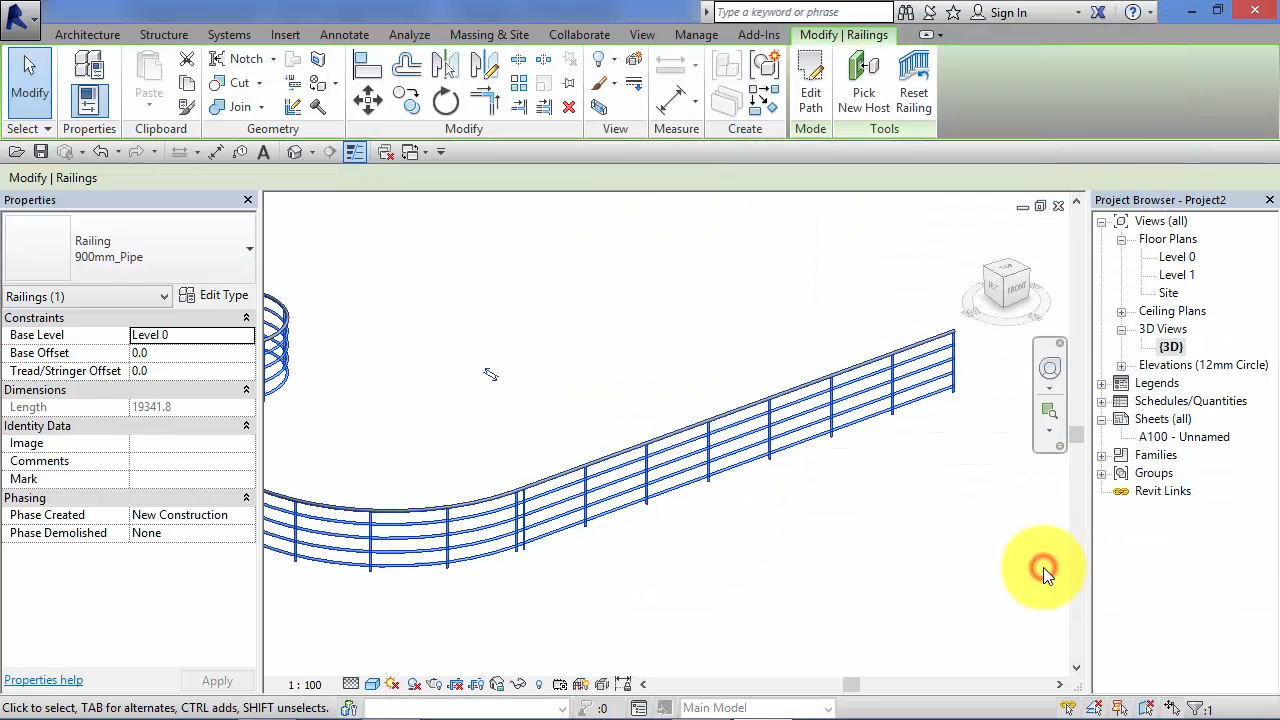 Type a keyword or phrase
Sign In
Architecture Structure Systems Insert Annotate Analyze Massing & Site Collaborate View Manage Add-Ins Modify | Railings
Modify
Paste
Notch
Cut
Join
Edit Path
Pick New Host
Reset Railing
Select Properties Clipboard Geometry Modify View Measure Create Mode Tools
Modify | Railings
Properties
Railing
900mm_Pipe
Railings (1) Edit Type
Constraints
Base Level Level 0
Base Offset 0.0
Tread/Stringer Offset 0.0
Dimensions
Length 19341.8
Identity Data
Image
Comments
Mark
Phasing
Phase Created New Construction
Phase Demolished None
Properties help Apply
TOP
FRONT
1 : 100
Project Browser - Project2
Views (all)
Floor Plans
Level 0
Level 1
Site
Ceiling Plans
3D Views
{3D}
Elevations (12mm Circle)
Legends
Schedules/Quantities
Sheets (all)
A100 - Unnamed
Families
Groups
Revit Links
Click to select, TAB for alternates, CTRL adds, SHIFT unselects. :0 Main Model :1